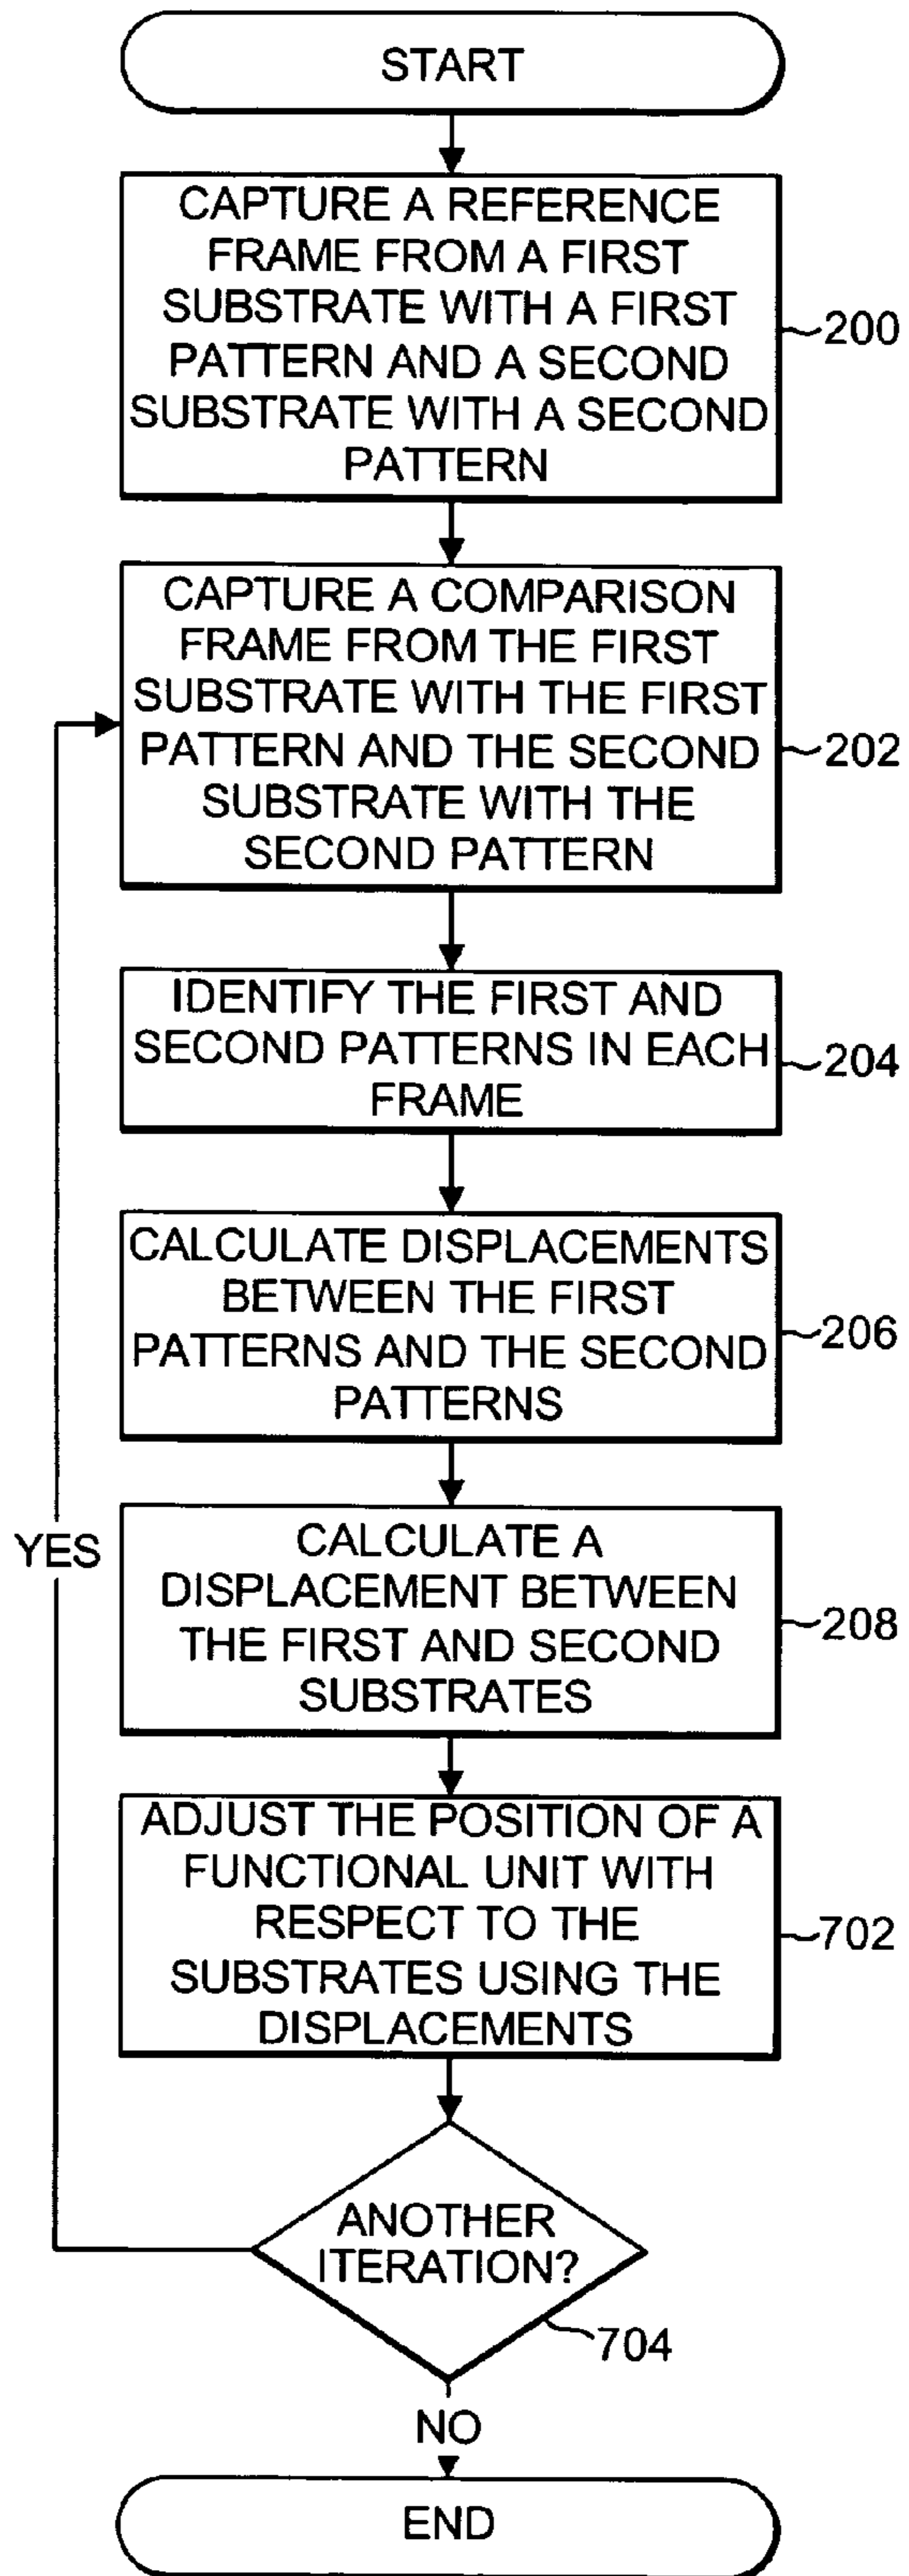 START
CAPTURE A REFERENCE
FRAME FROM A FIRST
SUBSTRATE WITH A FIRST
PATTERN AND A SECOND
SUBSTRATE WITH A SECOND
PATTERN
200
CAPTURE A COMPARISON
FRAME FROM THE FIRST
SUBSTRATE WITH THE FIRST
PATTERN AND THE SECOND
SUBSTRATE WITH THE
SECOND PATTERN
202
IDENTIFY THE FIRST AND
SECOND PATTERNS IN EACH
FRAME
204
CALCULATE DISPLACEMENTS
BETWEEN THE FIRST
PATTERNS AND THE SECOND
PATTERNS
206
YES
CALCULATE A
DISPLACEMENT BETWEEN
THE FIRST AND SECOND
SUBSTRATES
208
ADJUST THE POSITION OF A
FUNCTIONAL UNIT WITH
RESPECT TO THE
SUBSTRATES USING THE
DISPLACEMENTS
702
ANOTHER
ITERATION?
704
NO
END